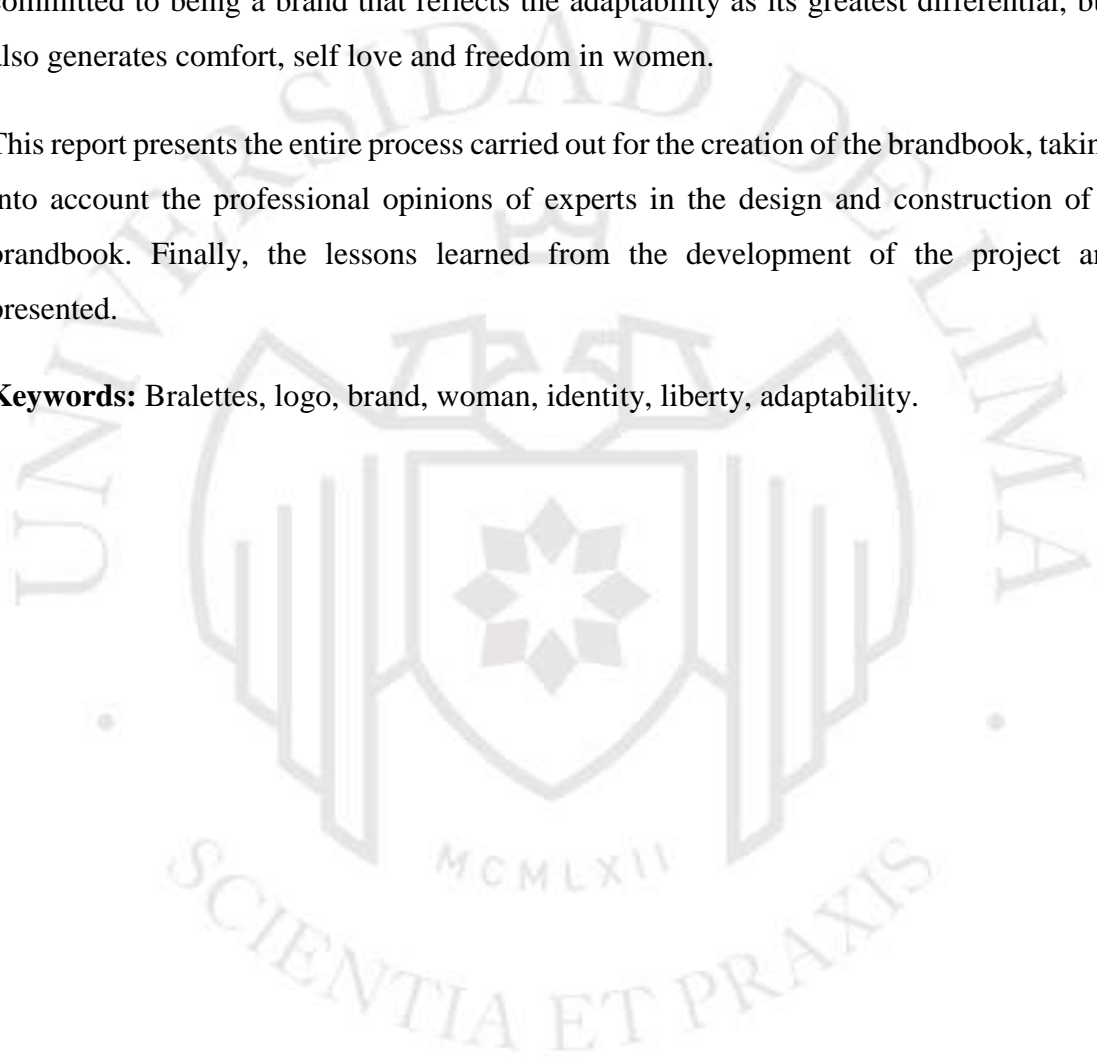 committed to being a brand that reflects the adaptability as its greatest differential, bu
also generates comfort, self love and freedom in women.
This report presents the entire process carried out for the creation of the brandbook, takin
into account the professional opinions of experts in the design and construction of
brandbook. Finally, the lessons learned from the development of the project ar
presented.
Keywords: Bralettes, logo, brand, woman, identity, liberty, adaptability.
UNIVERSIDAD DE LIMA
MCMLXII
SCIENTIA ET PRAXIS